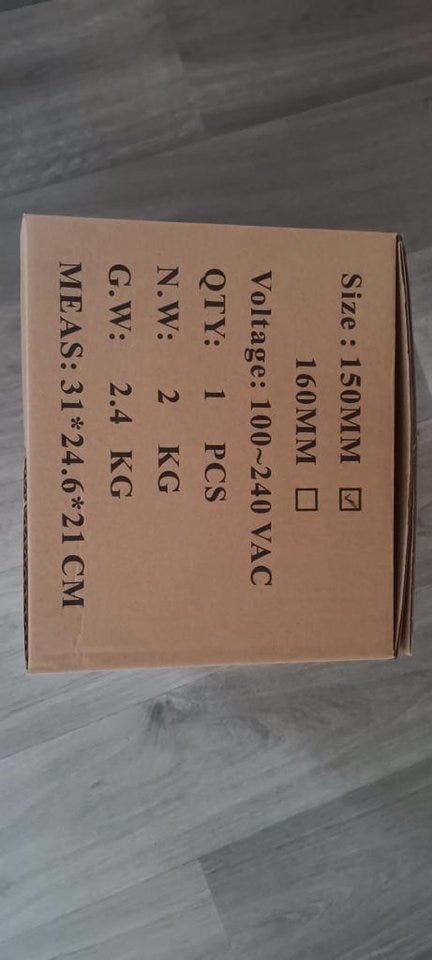 Size : 150MM ☑
160MM ☐
Voltage: 100~240 VAC
QTY: 1 PCS
N.W: 2 KG
G.W: 2.4 KG
MEAS: 31*24.6*21 CM